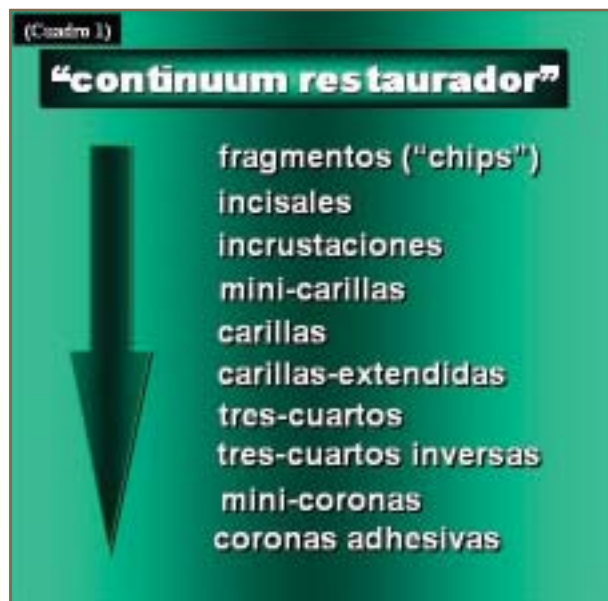 (Cuadro 1)
“continuum restaurador”
fragmentos (“chips”)
incisales
incrustaciones
mini-carillas
carillas
carillas-extendidas
tres-cuartos
tres-cuartos inversas
mini-coronas
coronas adhesivas